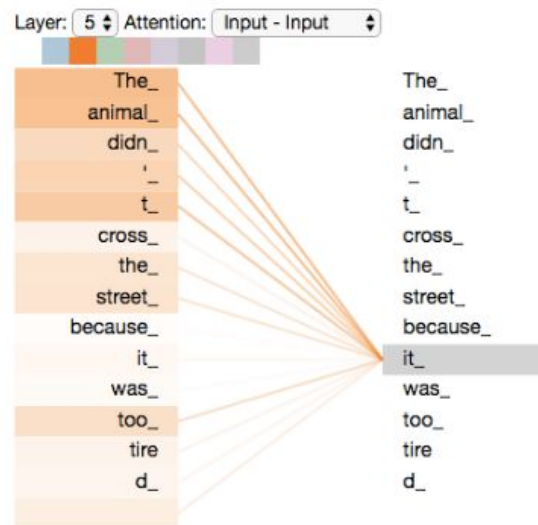 Layer: 5 Attention: Input - Input
The_ The_
animal_ animal_
didn_ didn_
'_ '_
t_ t_
cross_ cross_
the_ the_
street_ street_
because_ because_
it_ it_
was_ was_
too_ too_
tire tire
d_ d_